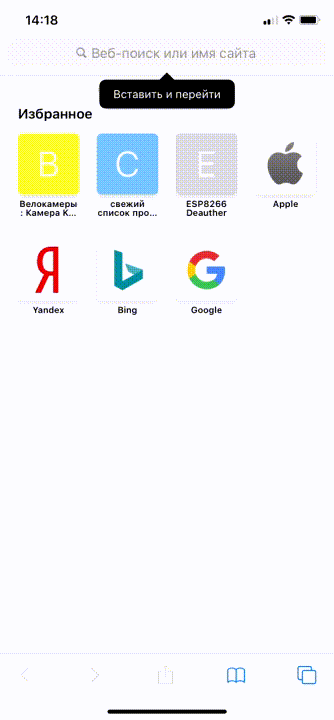 14:18
Веб-поиск или имя сайта
Вставить и перейти
Избранное
В
С
E
Велокамеры
: Камера К...
свежий
список про...
ESP8266
Deauther
Apple
Я
Yandex
Bing
Google